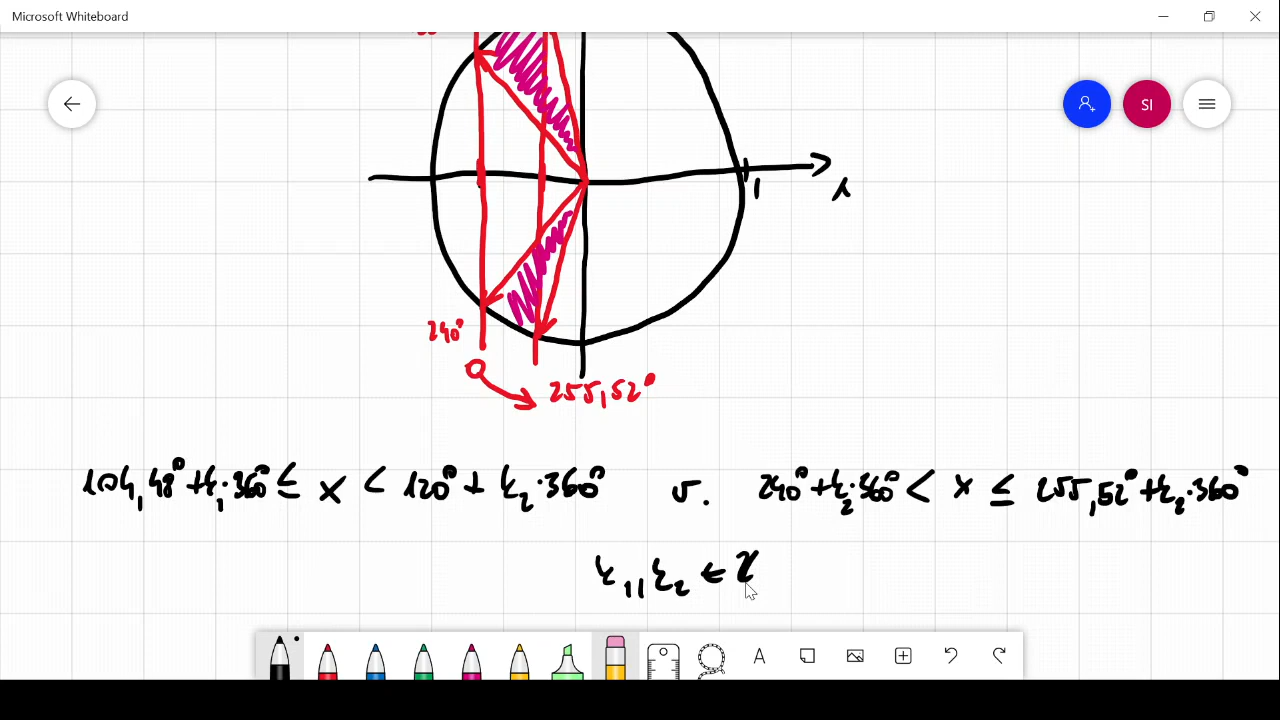 Microsoft Whiteboard
SI
1
240°
255,52°
104,48°+k₁·360° ≤ x < 120°+k₂·360° v. 240°+k₂·360° < x ≤ 255,52°+k₂·360°
k₁,k₂ ∈ Z
A